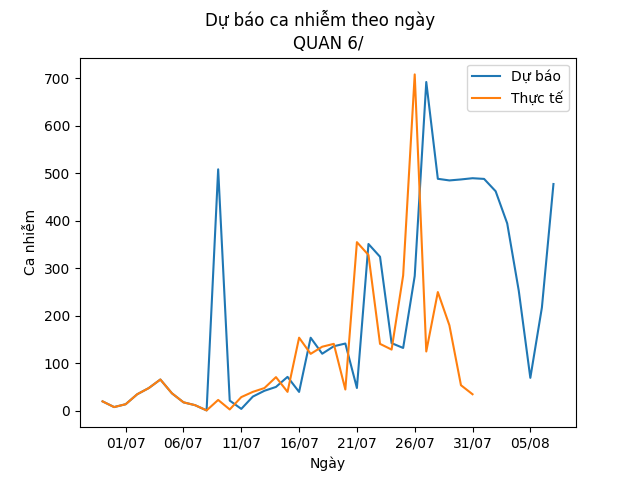 Dự báo ca nhiễm theo ngày
QUAN 6/
Dự báo
Thực tế
Ca nhiễm
700
600
500
400
300
200
100
0
01/07 06/07 11/07 16/07 21/07 26/07 31/07 05/08
Ngày